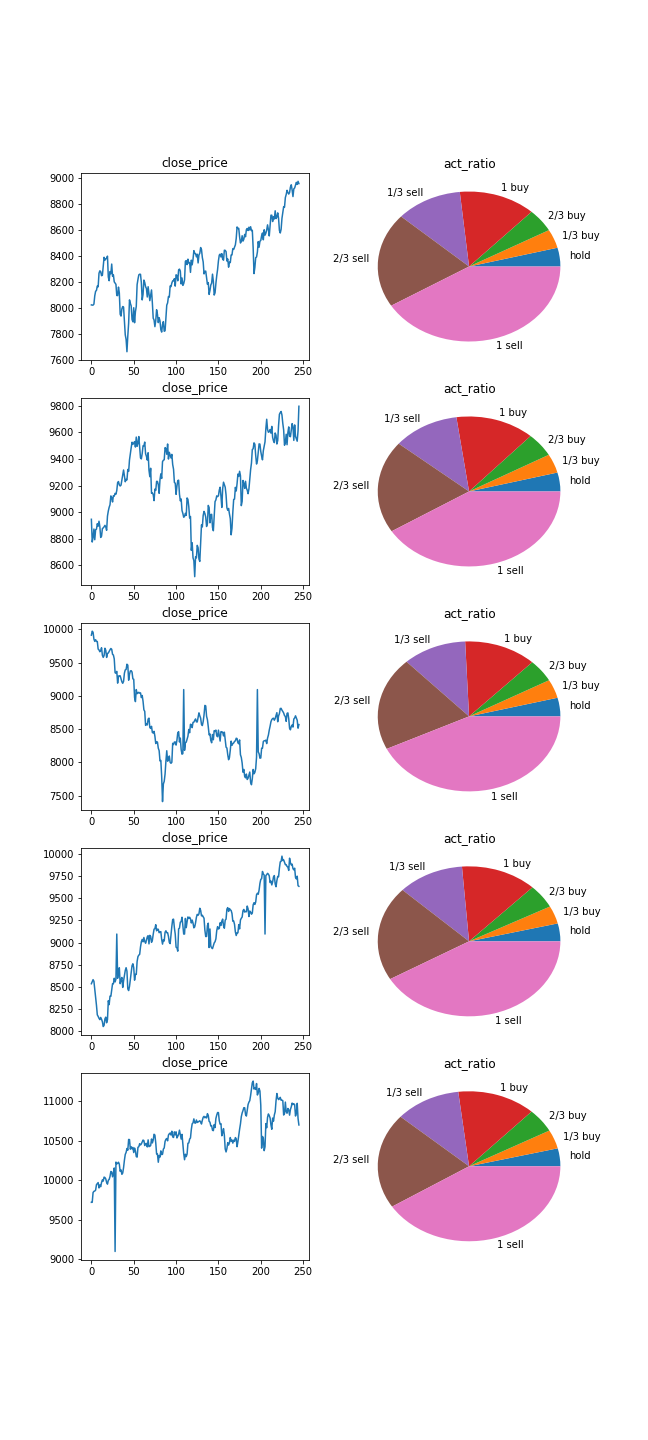 close_price
9000
8800
8600
8400
8200
8000
7800
7600
0 50 100 150 200 250
act_ratio
1/3 sell
1 buy
2/3 buy
1/3 buy
hold
2/3 sell
1 sell
close_price
9800
9600
9400
9200
9000
8800
8600
0 50 100 150 200 250
act_ratio
1/3 sell
1 buy
2/3 buy
1/3 buy
hold
2/3 sell
1 sell
close_price
10000
9500
9000
8500
8000
7500
0 50 100 150 200 250
act_ratio
1/3 sell
1 buy
2/3 buy
1/3 buy
hold
2/3 sell
1 sell
close_price
10000
9750
9500
9250
9000
8750
8500
8250
8000
0 50 100 150 200 250
act_ratio
1/3 sell
1 buy
2/3 buy
1/3 buy
hold
2/3 sell
1 sell
close_price
11000
10500
10000
9500
9000
0 50 100 150 200 250
act_ratio
1/3 sell
1 buy
2/3 buy
1/3 buy
hold
2/3 sell
1 sell